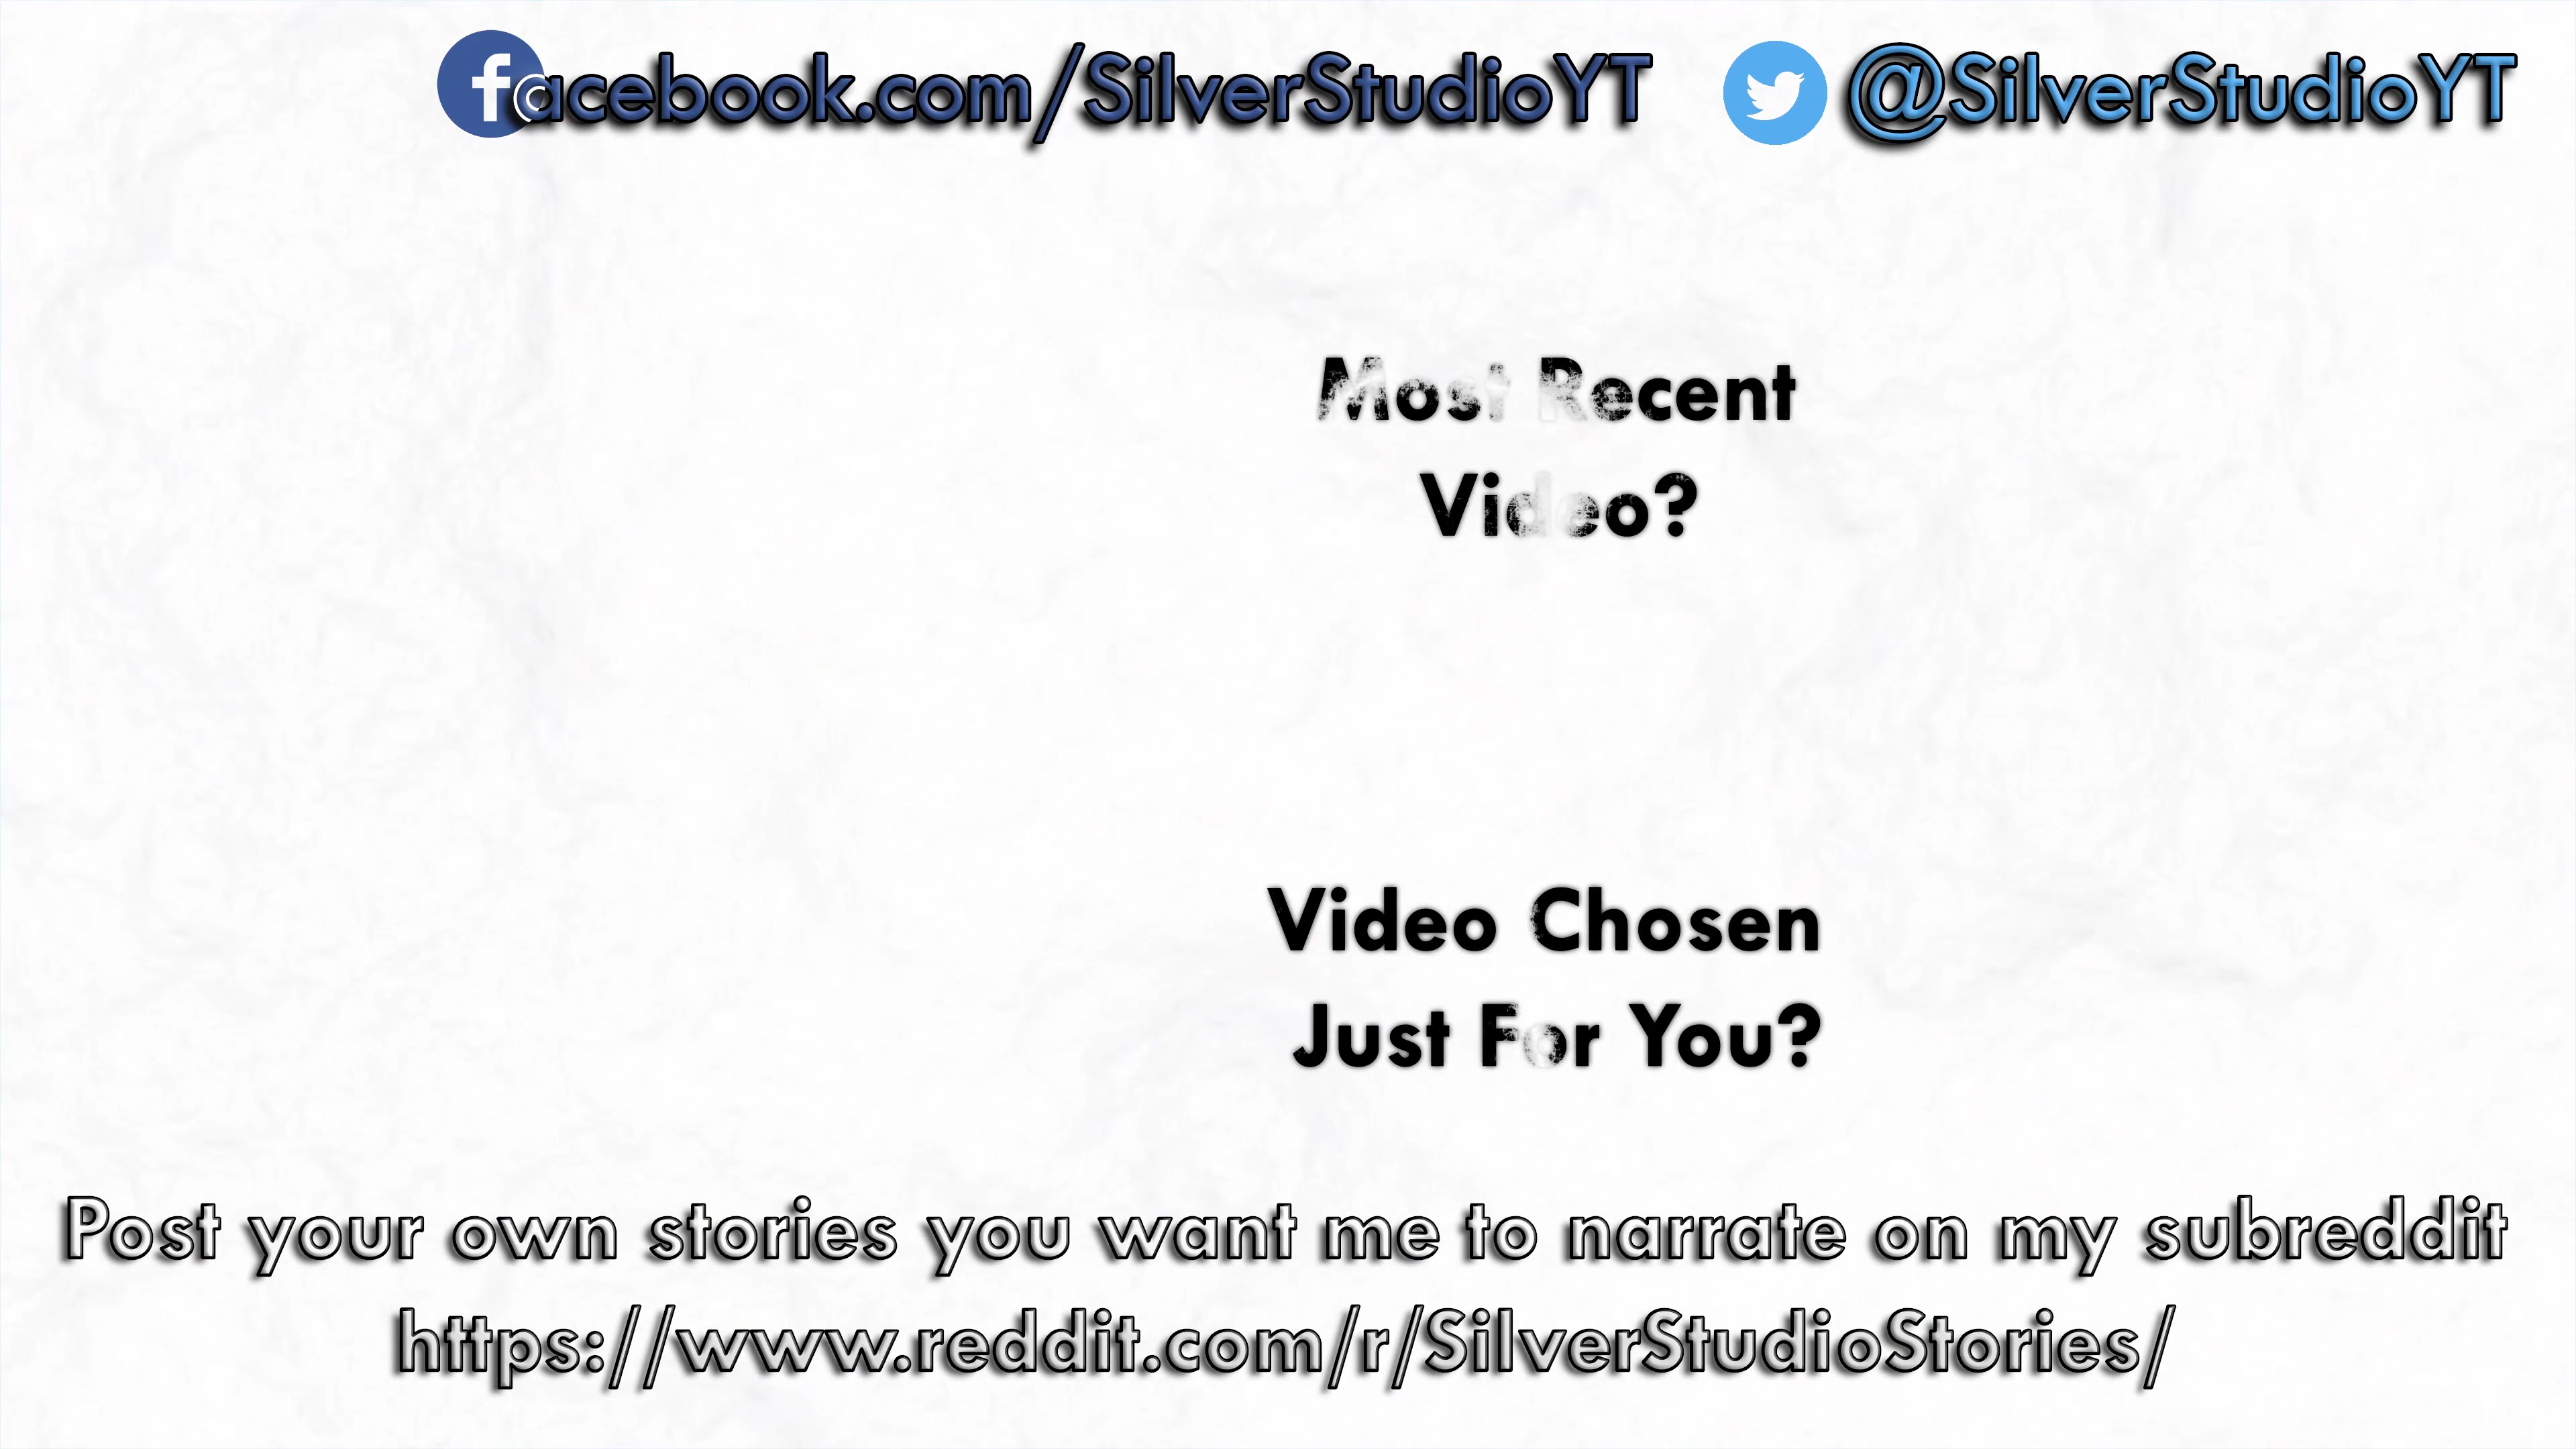 facebook.com/SilverStudioYT @SilverStudioYT
Most Recent
Video?
Video Chosen
Just For You?
Post your own stories you want me to narrate on my subreddit
https://www.reddit.com/r/SilverStudioStories/